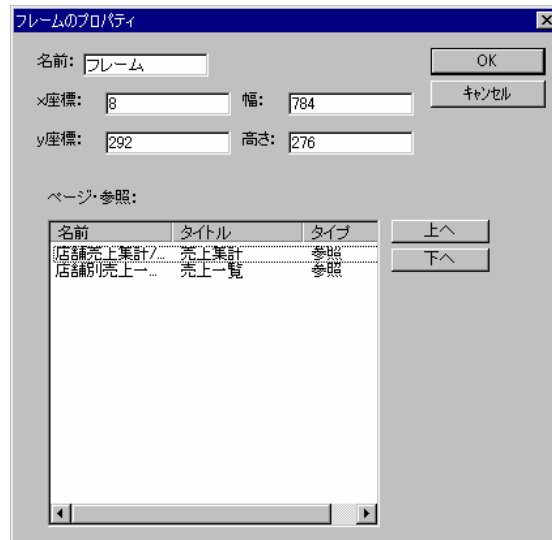 フレームのプロパティ
名前: フレーム
OK
x座標: 8 幅: 784
キャンセル
y座標: 292 高さ: 276
ページ・参照:
名前 タイトル タイプ
上へ
店舗売上集計/... 売上集計 参照
下へ
店舗別売上一... 売上一覧 参照